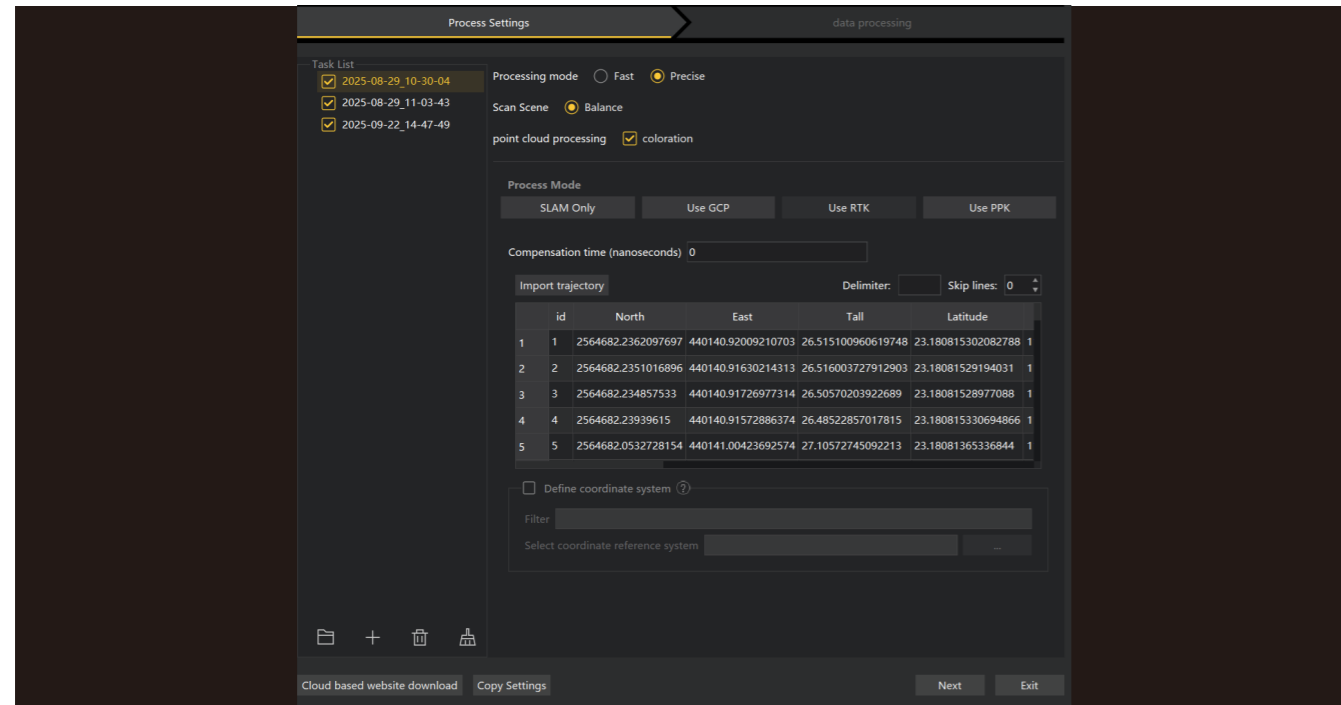 Process Settings
data processing
Task List
2025-08-29_10-30-04
2025-08-29_11-03-43
2025-09-22_14-47-49
Processing mode Fast Precise
Scan Scene Balance
point cloud processing coloration
Process Mode
SLAM Only Use GCP Use RTK Use PPK
Compensation time (nanoseconds) 0
Import trajectory Delimiter: Skip lines: 0
id North East Tall Latitude
1 1 2564682.2362097697 440140.92009210703 26.515100960619748 23.180815302082788 1
2 2 2564682.2351016896 440140.91630214313 26.516003727912903 23.18081529194031 1
3 3 2564682.234857533 440140.91726977314 26.50570203922689 23.18081528977088 1
4 4 2564682.23939615 440140.91572886374 26.48522857017815 23.180815330694866 1
5 5 2564682.0532728154 440141.00423692574 27.10572745092213 23.18081365336844 1
Define coordinate system ?
Filter
Select coordinate reference system ...
Cloud based website download Copy Settings Next Exit